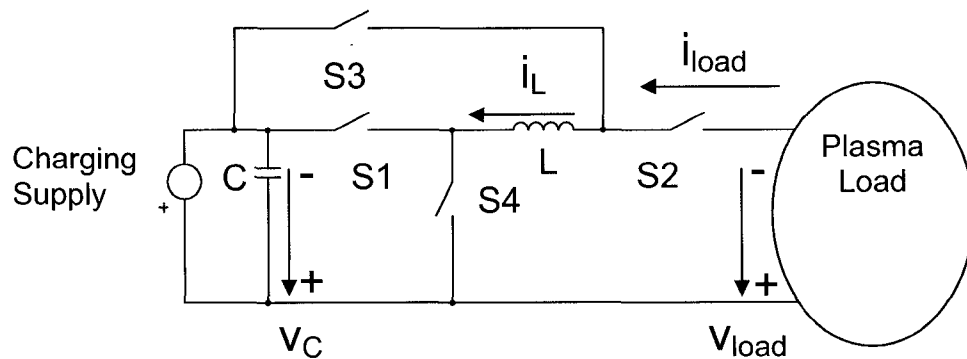 S3
i_L
i_load
Charging
Supply
+
C
-
S1
S4
L
S2
-
Plasma
Load
+
+
v_C
v_load